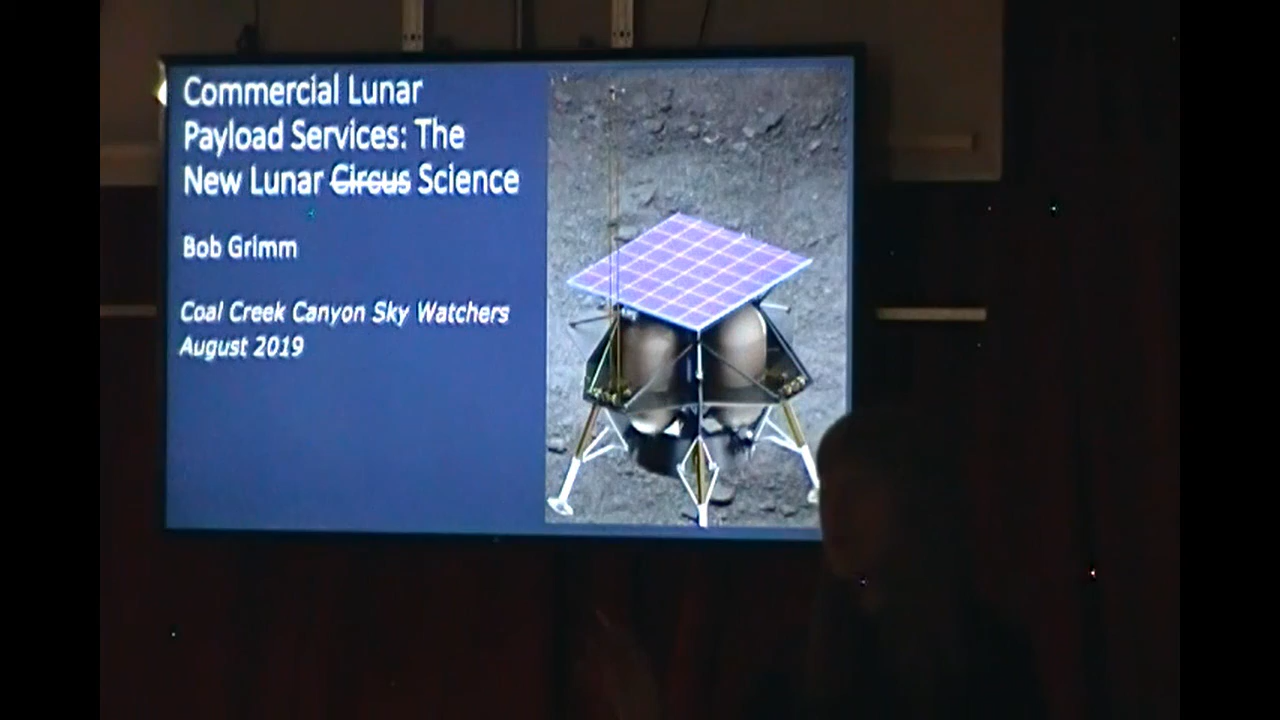 Commercial Lunar
Payload Services: The
New Lunar Circus Science
Bob Grimm
Coal Creek Canyon Sky Watchers
August 2019